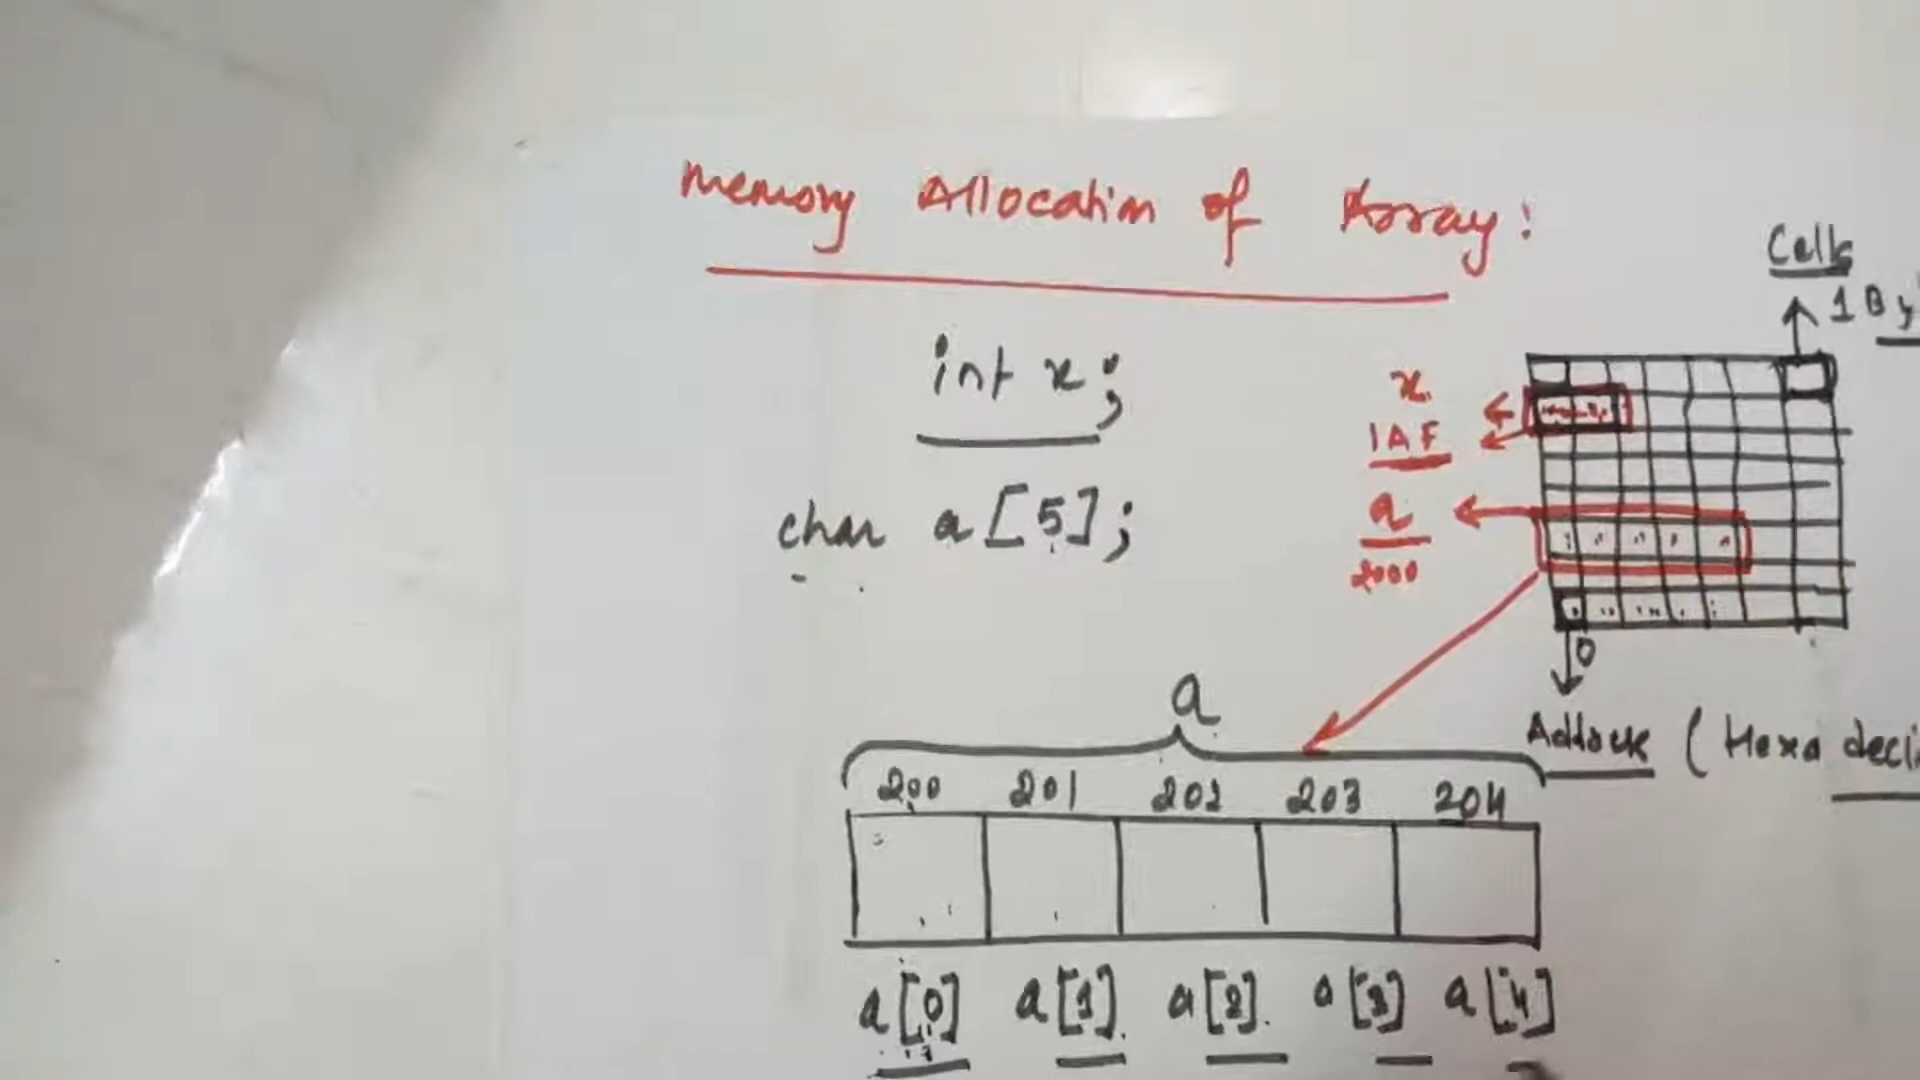 Memory Allocation of Array:
Cells
1 By
int x;
x
1AF
char a[5];
a
2000
0
a
Address (Hexa deci
200 201 202 203 204
a[0] a[1] a[2] a[3] a[4]